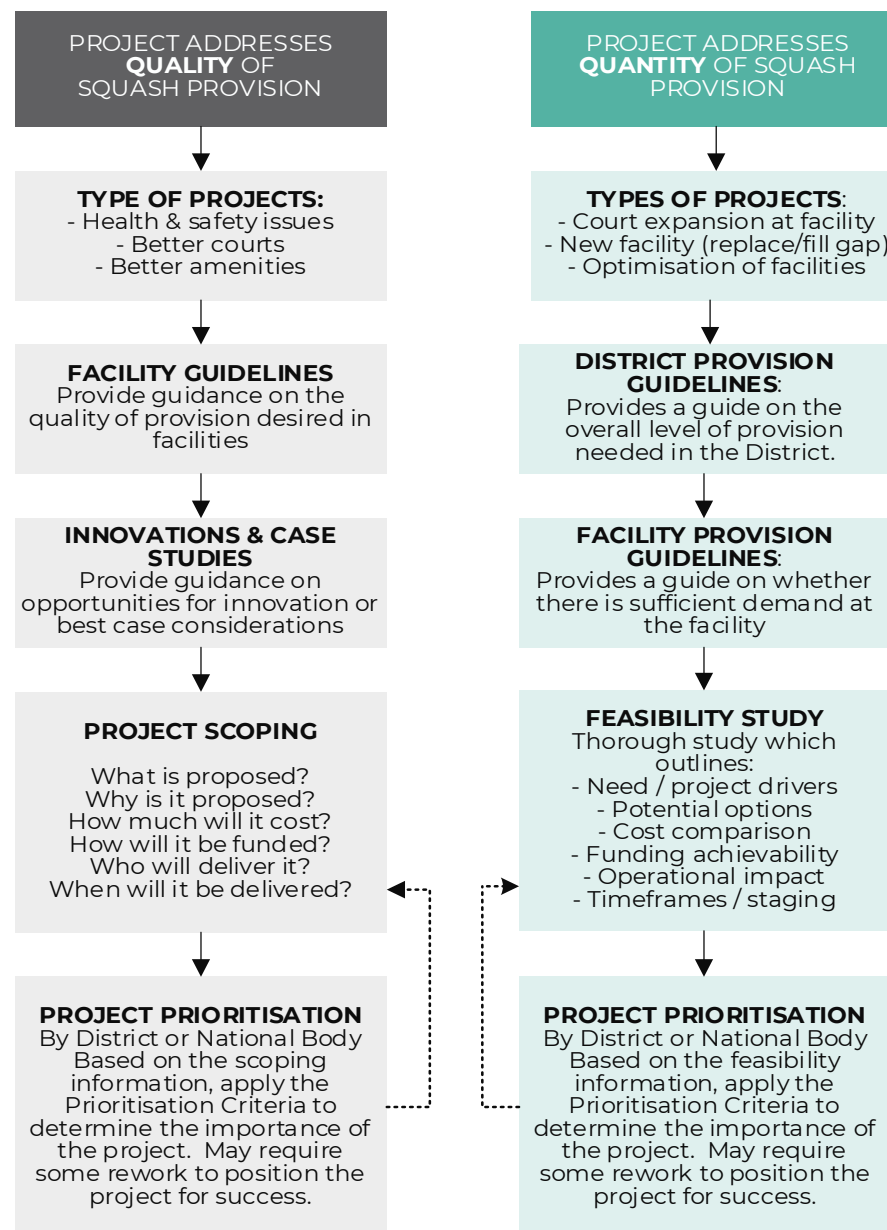 PROJECT ADDRESSES
QUALITY OF
SQUASH PROVISION
TYPE OF PROJECTS:
- Health & safety issues
- Better courts
- Better amenities
FACILITY GUIDELINES
Provide guidance on the
quality of provision desired in
facilities
INNOVATIONS & CASE
STUDIES
Provide guidance on
opportunities for innovation or
best case considerations
PROJECT SCOPING
What is proposed?
Why is it proposed?
How much will it cost?
How will it be funded?
Who will deliver it?
When will it be delivered?
PROJECT PRIORITISATION
By District or National Body
Based on the scoping
information, apply the
Prioritisation Criteria to
determine the importance of
the project.  May require
some rework to position the
project for success.
PROJECT ADDRESSES
QUANTITY OF SQUASH
PROVISION
TYPES OF PROJECTS:
- Court expansion at facility
- New facility (replace/fill gap)
- Optimisation of facilities
DISTRICT PROVISION
GUIDELINES:
Provides a guide on the
overall level of provision
needed in the District.
FACILITY PROVISION
GUIDELINES:
Provides a guide on whether
there is sufficient demand at
the facility
FEASIBILITY STUDY
Thorough study which
outlines:
- Need / project drivers
- Potential options
- Cost comparison
- Funding achievability
- Operational impact
- Timeframes / staging
PROJECT PRIORITISATION
By District or National Body
Based on the feasibility
information, apply the
Prioritisation Criteria to
determine the importance of
the project.  May require
some rework to position the
project for success.